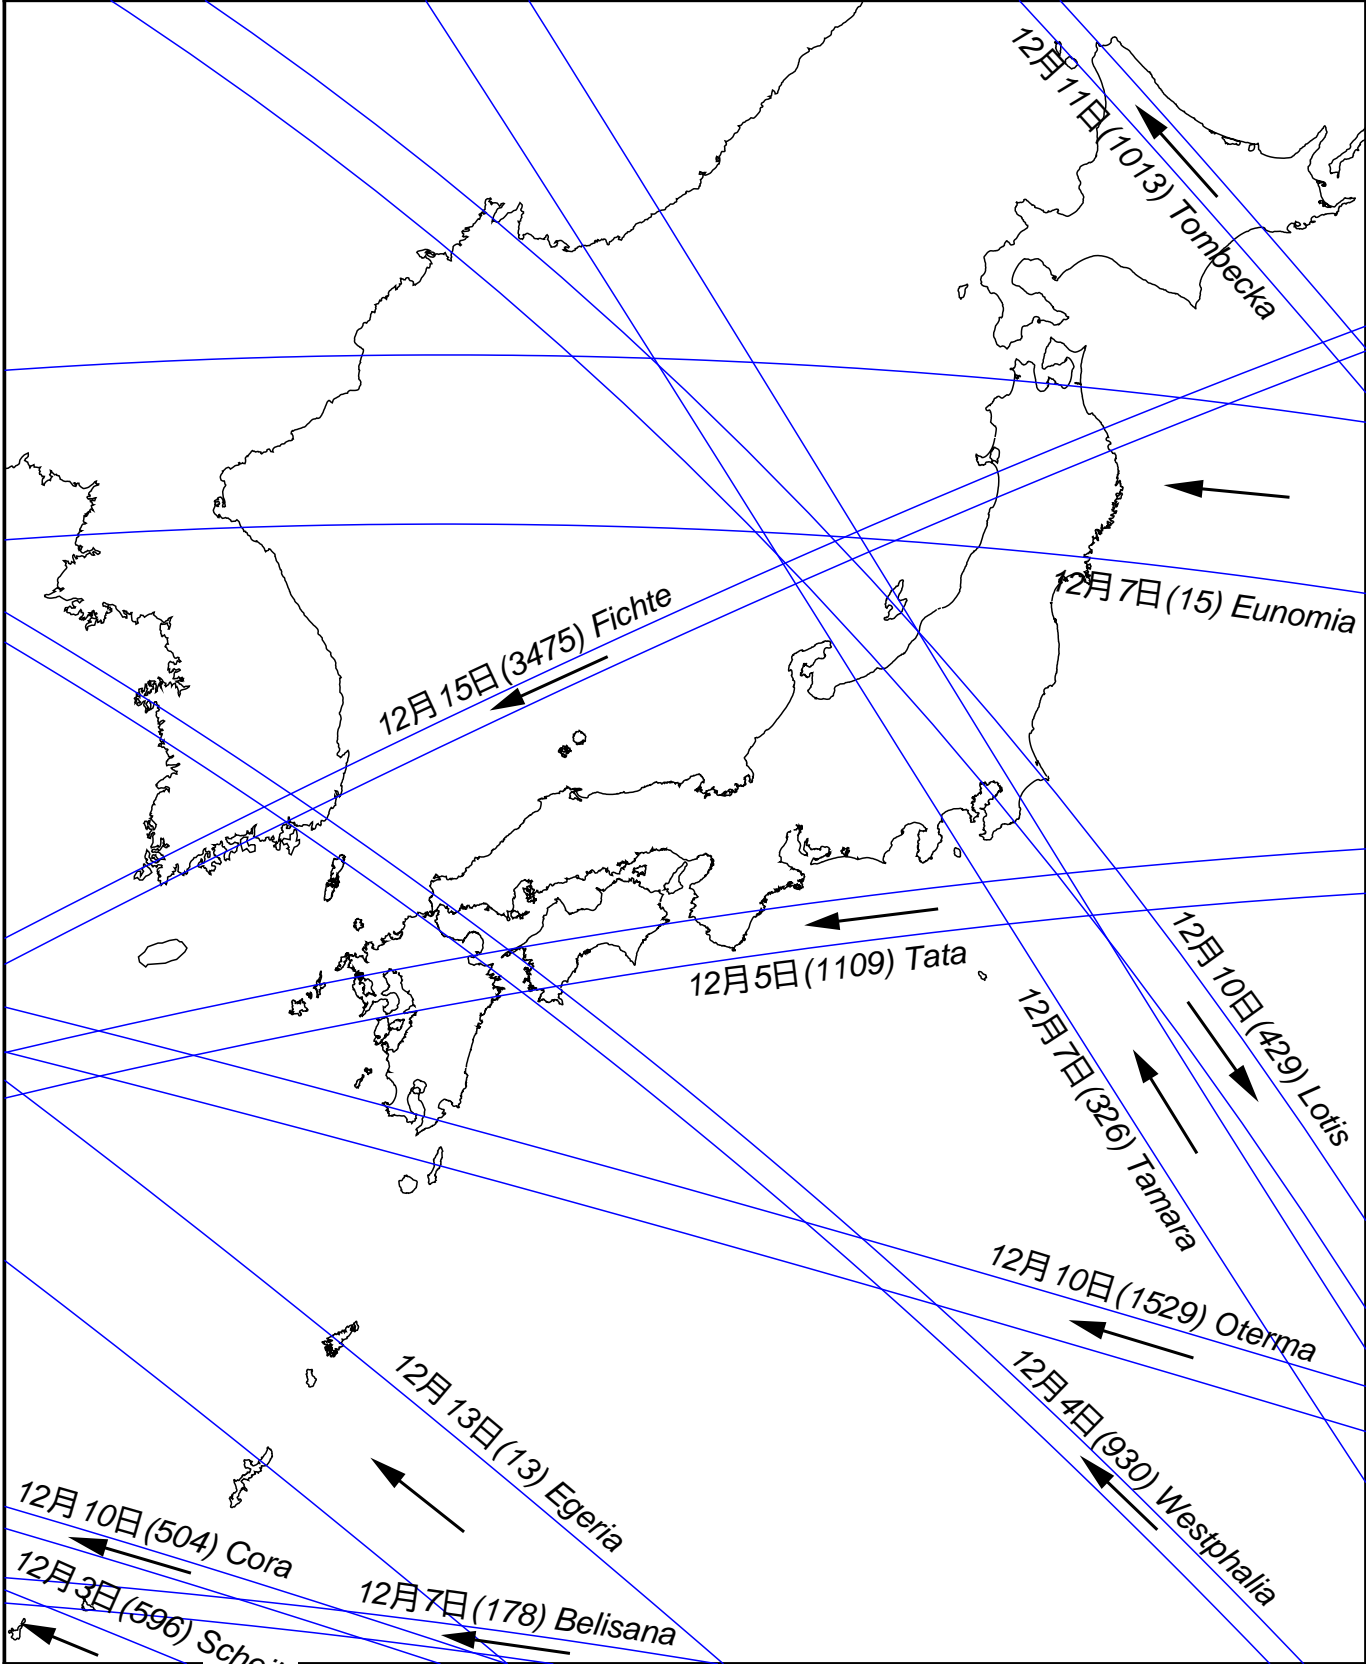 12月11日(1013) Tombecka
12月7日(15) Eunomia
12月15日(3475) Fichte
12月5日(1109) Tata
12月10日(429) Lotis
12月7日(326) Tamara
12月10日(1529) Oterma
12月4日(930) Westphalia
12月13日(13) Egeria
12月10日(504) Cora
12月7日(178) Belisana
12月3日(596)